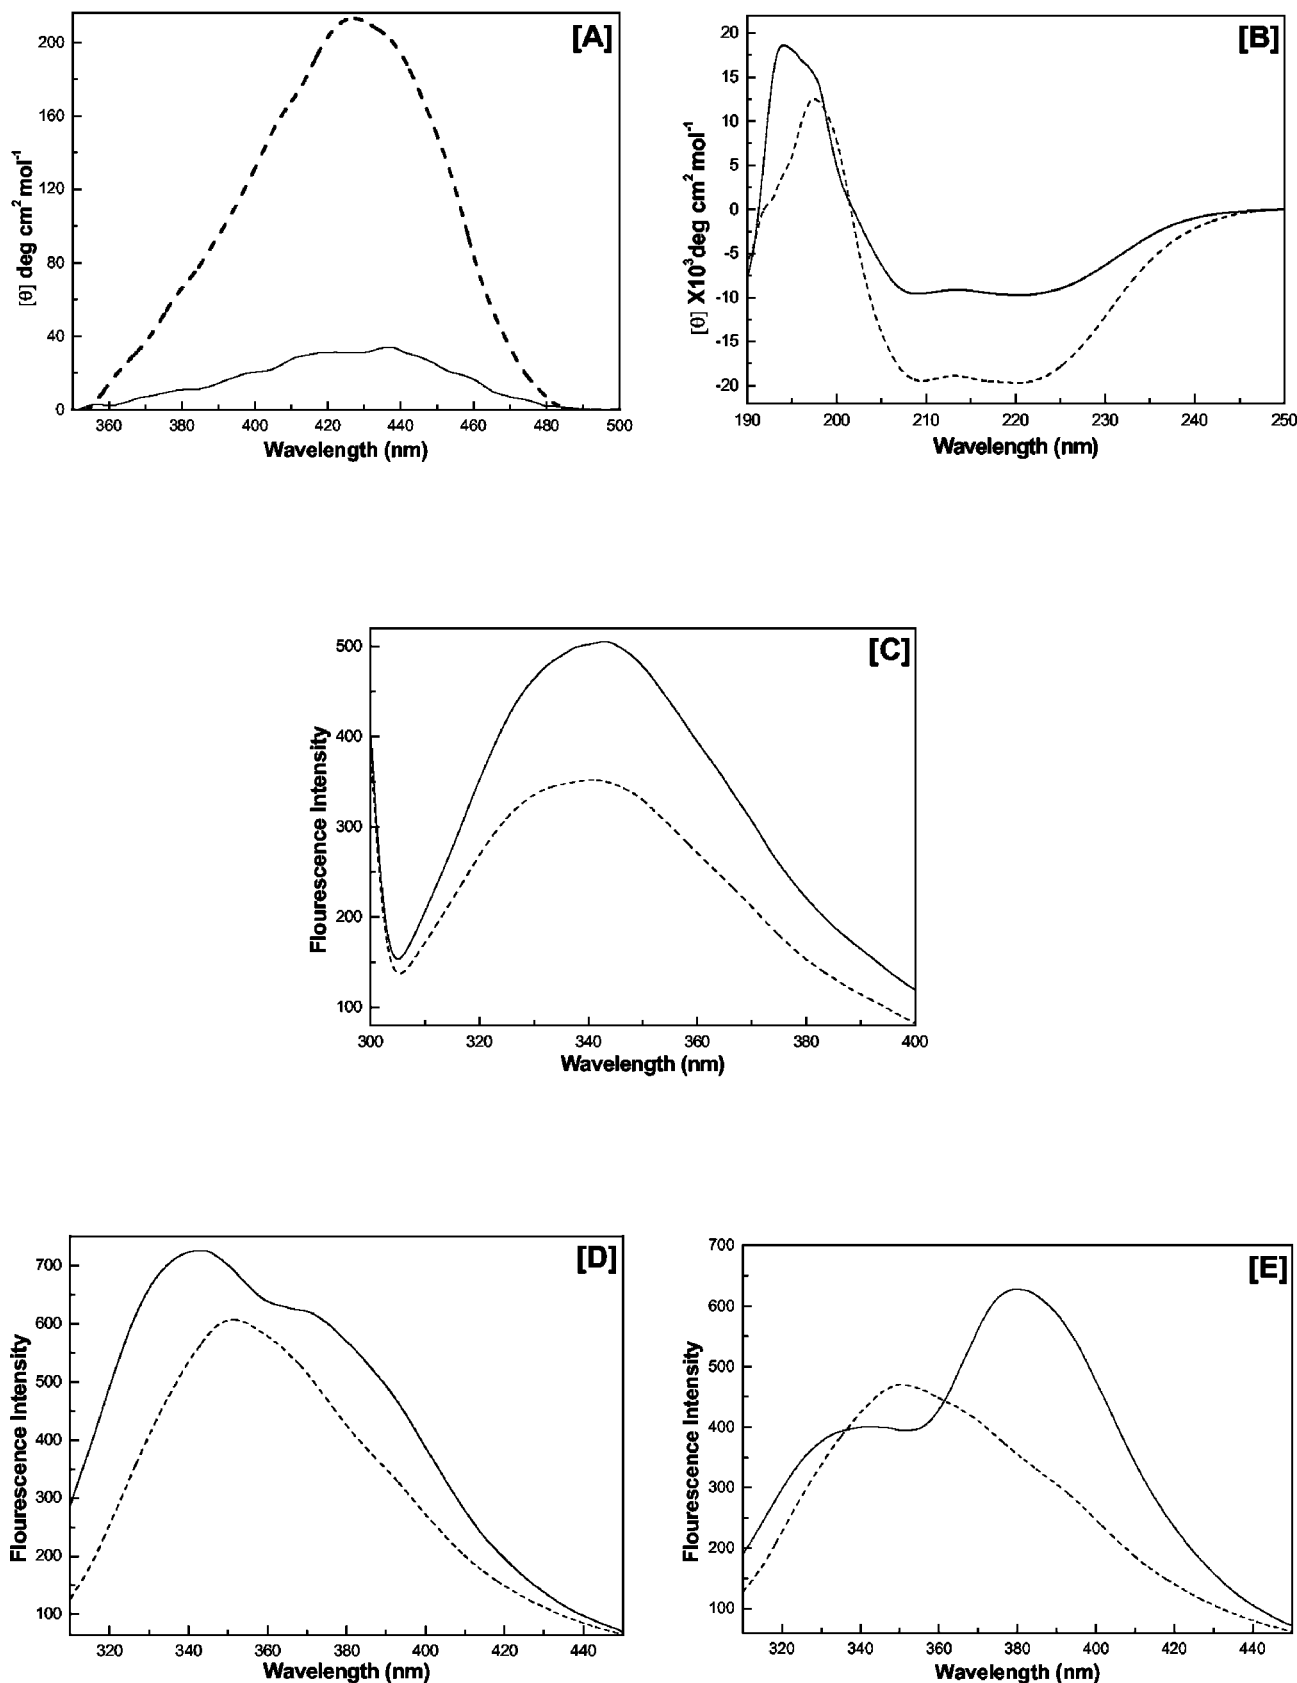 [A]
[θ] deg cm² mol⁻¹
200
160
120
80
40
0
360 380 400 420 440 460 480 500
Wavelength (nm)
[B]
[θ] X10³deg cm² mol⁻¹
20
15
10
5
0
-5
-10
-15
-20
190 200 210 220 230 240 250
Wavelength (nm)
[C]
Flourescence Intensity
500
400
300
200
100
300 320 340 360 380 400
Wavelength (nm)
[D]
Flourescence Intensity
700
600
500
400
300
200
100
320 340 360 380 400 420 440
Wavelength (nm)
[E]
Flourescence Intensity
700
600
500
400
300
200
100
320 340 360 380 400 420 440
Wavelength (nm)